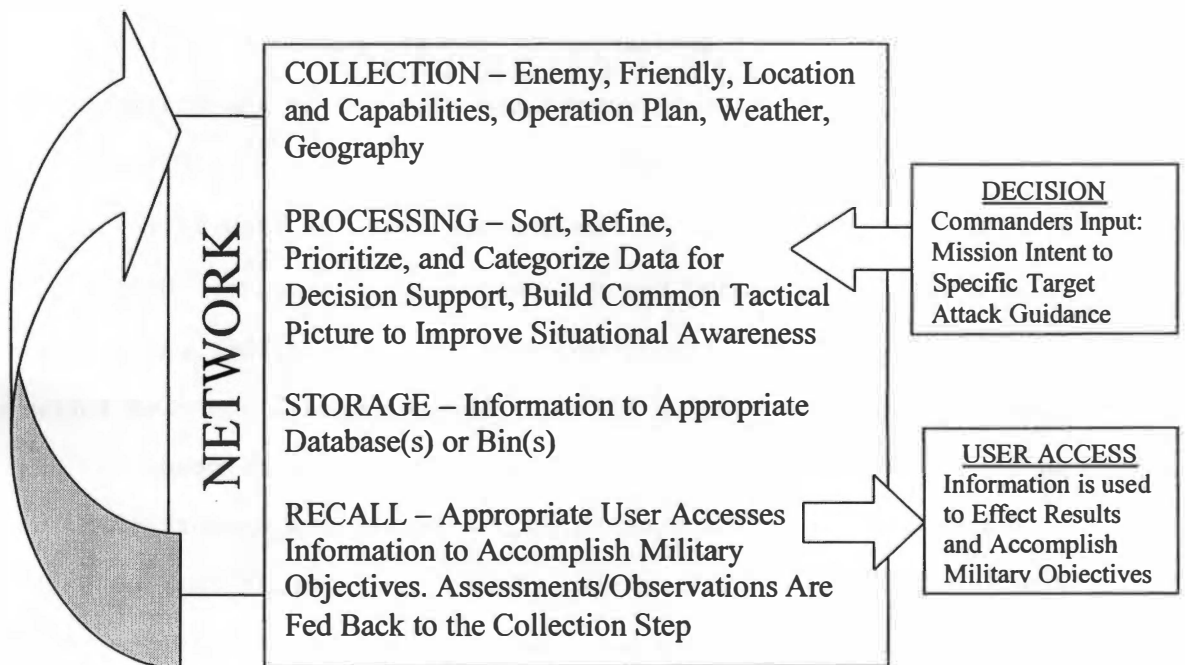 NETWORK
COLLECTION – Enemy, Friendly, Location
and Capabilities, Operation Plan, Weather,
Geography
PROCESSING – Sort, Refine,
Prioritize, and Categorize Data for
Decision Support, Build Common Tactical
Picture to Improve Situational Awareness
STORAGE – Information to Appropriate
Database(s) or Bin(s)
RECALL – Appropriate User Accesses
Information to Accomplish Military
Objectives. Assessments/Observations Are
Fed Back to the Collection Step
DECISION
Commanders Input:
Mission Intent to
Specific Target
Attack Guidance
USER ACCESS
Information is used
to Effect Results
and Accomplish
Military Objectives